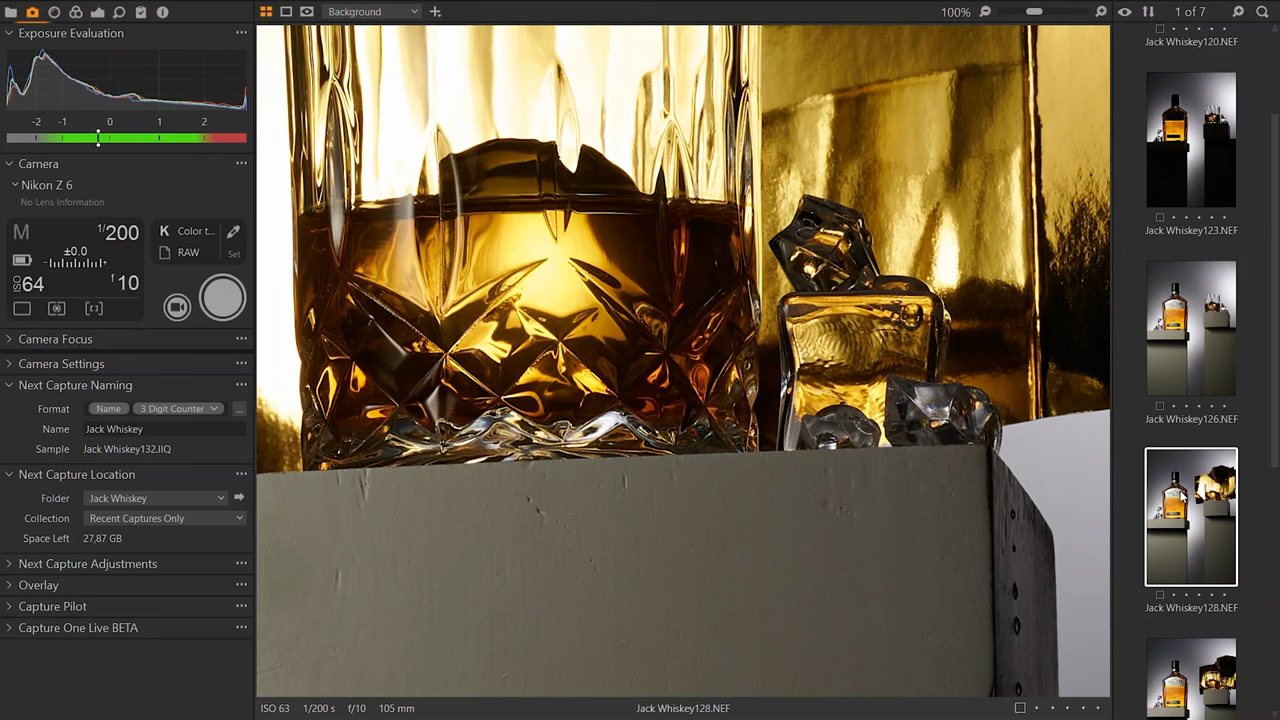 Background
100%
1 of 7
Exposure Evaluation
-2 -1 0 1 2
Camera
Nikon Z 6
No Lens Information
M 1/200
K Color t...
±0.0
RAW
Set
ISO 64 f 10
Camera Focus
Camera Settings
Next Capture Naming
Format Name 3 Digit Counter ...
Name Jack Whiskey
Sample Jack Whiskey132.IIQ
Next Capture Location
Folder Jack Whiskey
Collection Recent Captures Only
Space Left 27,87 GB
Next Capture Adjustments
Overlay
Capture Pilot
Capture One Live BETA
ISO 63 1/200 s f/10 105 mm
Jack Whiskey128.NEF
Jack Whiskey120.NEF
Jack Whiskey123.NEF
Jack Whiskey126.NEF
Jack Whiskey128.NEF